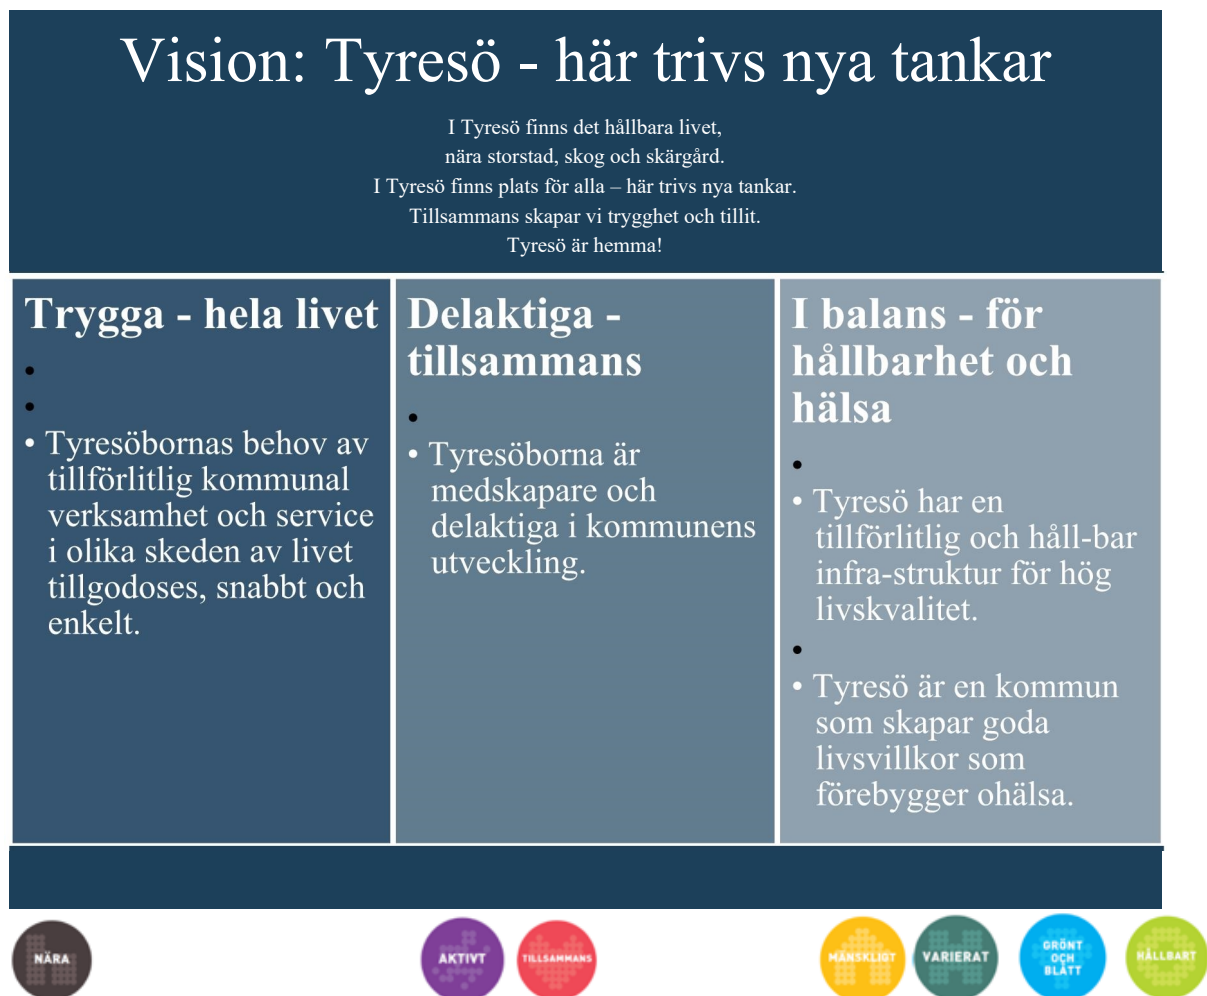 Vision: Tyresö - här trivs nya tankar
I Tyresö finns det hållbara livet,
nära storstad, skog och skärgård.
I Tyresö finns plats för alla – här trivs nya tankar.
Tillsammans skapar vi trygghet och tillit.
Tyresö är hemma!
Trygga - hela livet
•
•
• Tyresöbornas behov av
tillförlitlig kommunal
verksamhet och service
i olika skeden av livet
tillgodoses, snabbt och
enkelt.
Delaktiga -
tillsammans
•
• Tyresöborna är
medskapare och
delaktiga i kommunens
utveckling.
I balans - för
hållbarhet och
hälsa
•
• Tyresö har en
tillförlitlig och håll-bar
infra-struktur för hög
livskvalitet.
•
• Tyresö är en kommun
som skapar goda
livsvillkor som
förebygger ohälsa.
NÄRA
AKTIVT
TILLSAMMANS
MÄNSKLIGT
VARIERAT
GRÖNT
OCH
BLÅTT
HÅLLBART